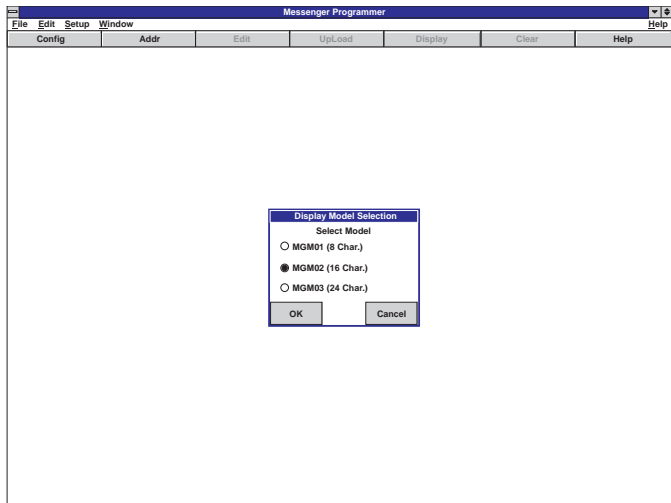 Messenger Programmer
File Edit Setup Window Help
Config Addr Edit UpLoad Display Clear Help
Display Model Selection
Select Model
MGM01 (8 Char.)
MGM02 (16 Char.)
MGM03 (24 Char.)
OK Cancel